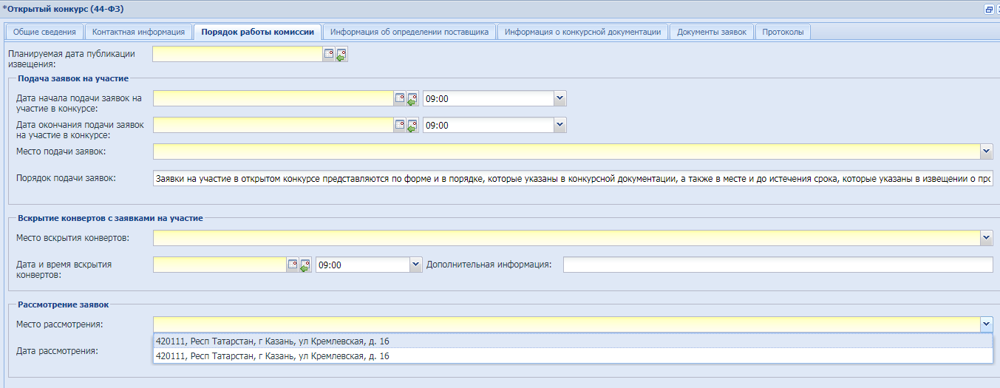 *Открытый конкурс (44-ФЗ)
Общие сведения
Контактная информация
Порядок работы комиссии
Информация об определении поставщика
Информация о конкурсной документации
Документы заявок
Протоколы
Планируемая дата публикации
извещения:
Подача заявок на участие
Дата начала подачи заявок на
участие в конкурсе:
09:00
Дата окончания подачи заявок
на участие в конкурсе:
09:00
Место подачи заявок:
Порядок подачи заявок:
Заявки на участие в открытом конкурсе представляются по форме и в порядке, которые указаны в конкурсной документации, а также в месте и до истечения срока, которые указаны в извещении о про
Вскрытие конвертов с заявками на участие
Место вскрытия конвертов:
Дата и время вскрытия
конвертов:
09:00
Дополнительная информация:
Рассмотрение заявок
Место рассмотрения:
420111, Респ Татарстан, г Казань, ул Кремлевская, д. 16
Дата рассмотрения:
420111, Респ Татарстан, г Казань, ул Кремлевская, д. 16